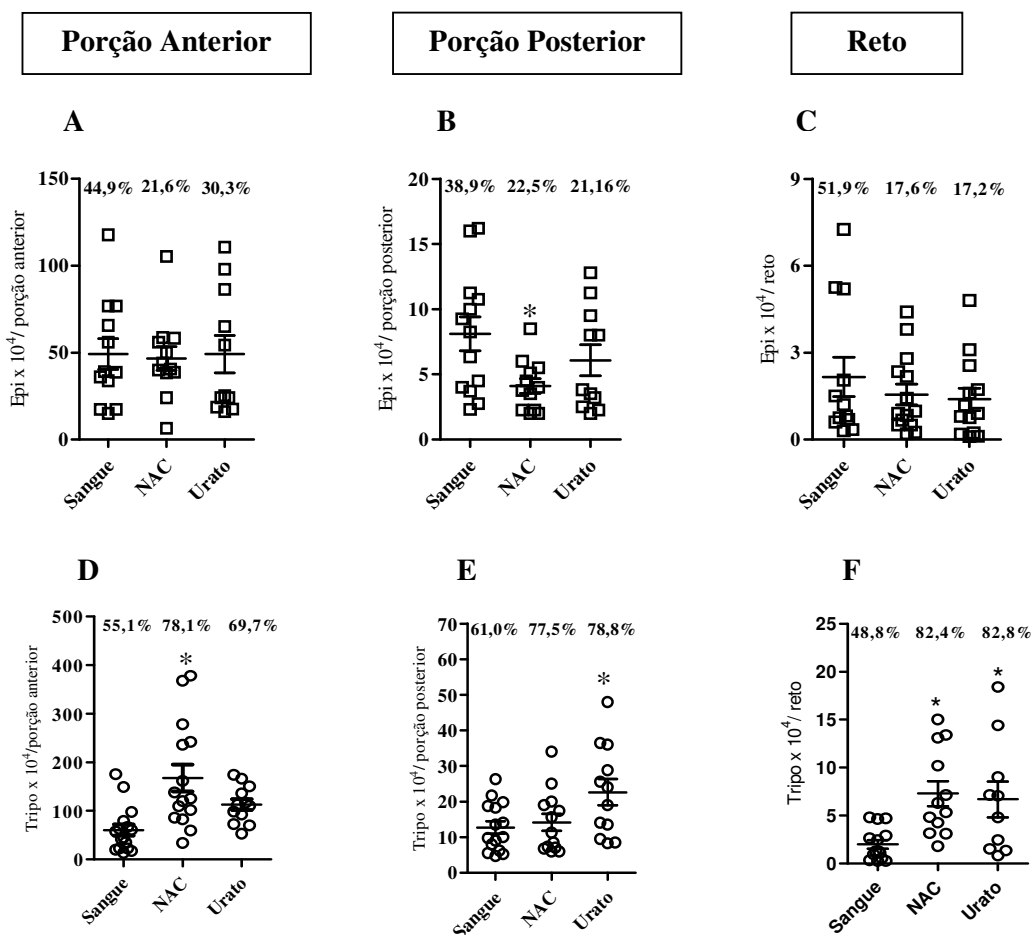 Porção Anterior
Porção Posterior
Reto
A
B
C
Epi x 10⁴/ porção anterior
150
100
50
0
44,9% 21,6% 30,3%
Sangue
NAC
Urato
Epi x 10⁴/ porção posterior
20
15
10
5
0
38,9% 22,5% 21,16%
*
Sangue
NAC
Urato
Epi x 10⁴/ reto
9
6
3
0
51,9% 17,6% 17,2%
Sangue
NAC
Urato
D
E
F
Tripo x 10⁴/porção anterior
500
400
300
200
100
0
55,1% 78,1% 69,7%
*
Sangue
NAC
Urato
Tripo x 10⁴/porção posterior
70
60
50
40
30
20
10
0
61,0% 77,5% 78,8%
*
Sangue
NAC
Urato
Tripo x 10⁴/ reto
25
20
15
10
5
0
48,8% 82,4% 82,8%
*
*
Sangue
NAC
Urato